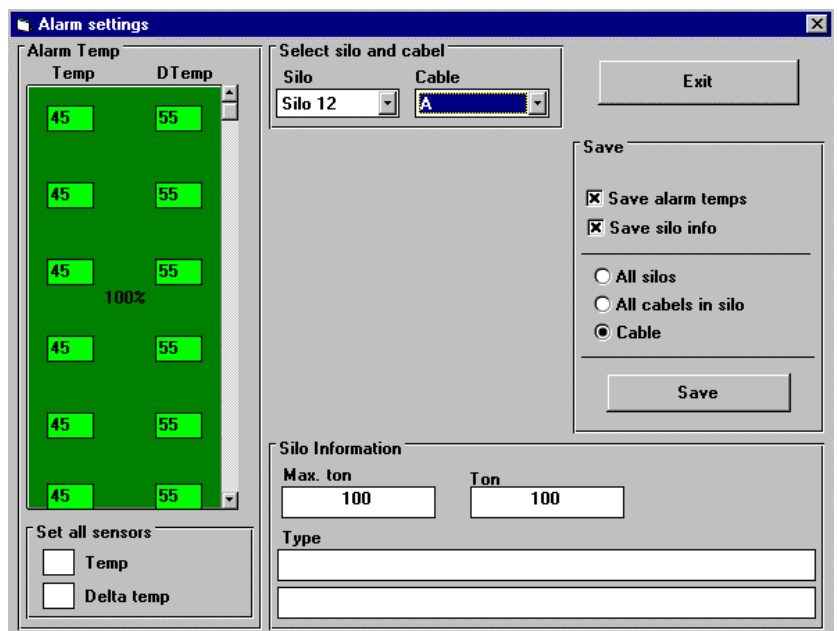 Alarm settings
Alarm Temp
Temp DTemp
45 55
45 55
45 55
100%
45 55
45 55
45 55
Set all sensors
Temp
Delta temp
Select silo and cabel
Silo Cable
Silo 12 A
Exit
Save
Save alarm temps
Save silo info
All silos
All cabels in silo
Cable
Save
Silo Information
Max. ton Ton
100 100
Type